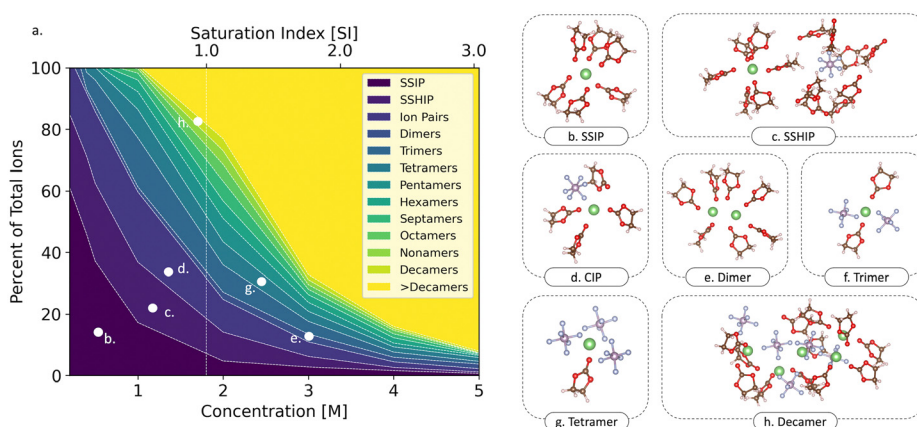 a.
Saturation Index [SI]
1.0
2.0
3.0
100
80
60
40
20
0
Percent of Total Ions
SSIP
SSHIP
Ion Pairs
Dimers
Trimers
Tetramers
Pentamers
Hexamers
Septamers
Octamers
Nonamers
Decamers
>Decamers
h.
d.
g.
c.
b.
e.
1
2
3
4
5
Concentration [M]
b. SSIP
c. SSHIP
d. CIP
e. Dimer
f. Trimer
g. Tetramer
h. Decamer